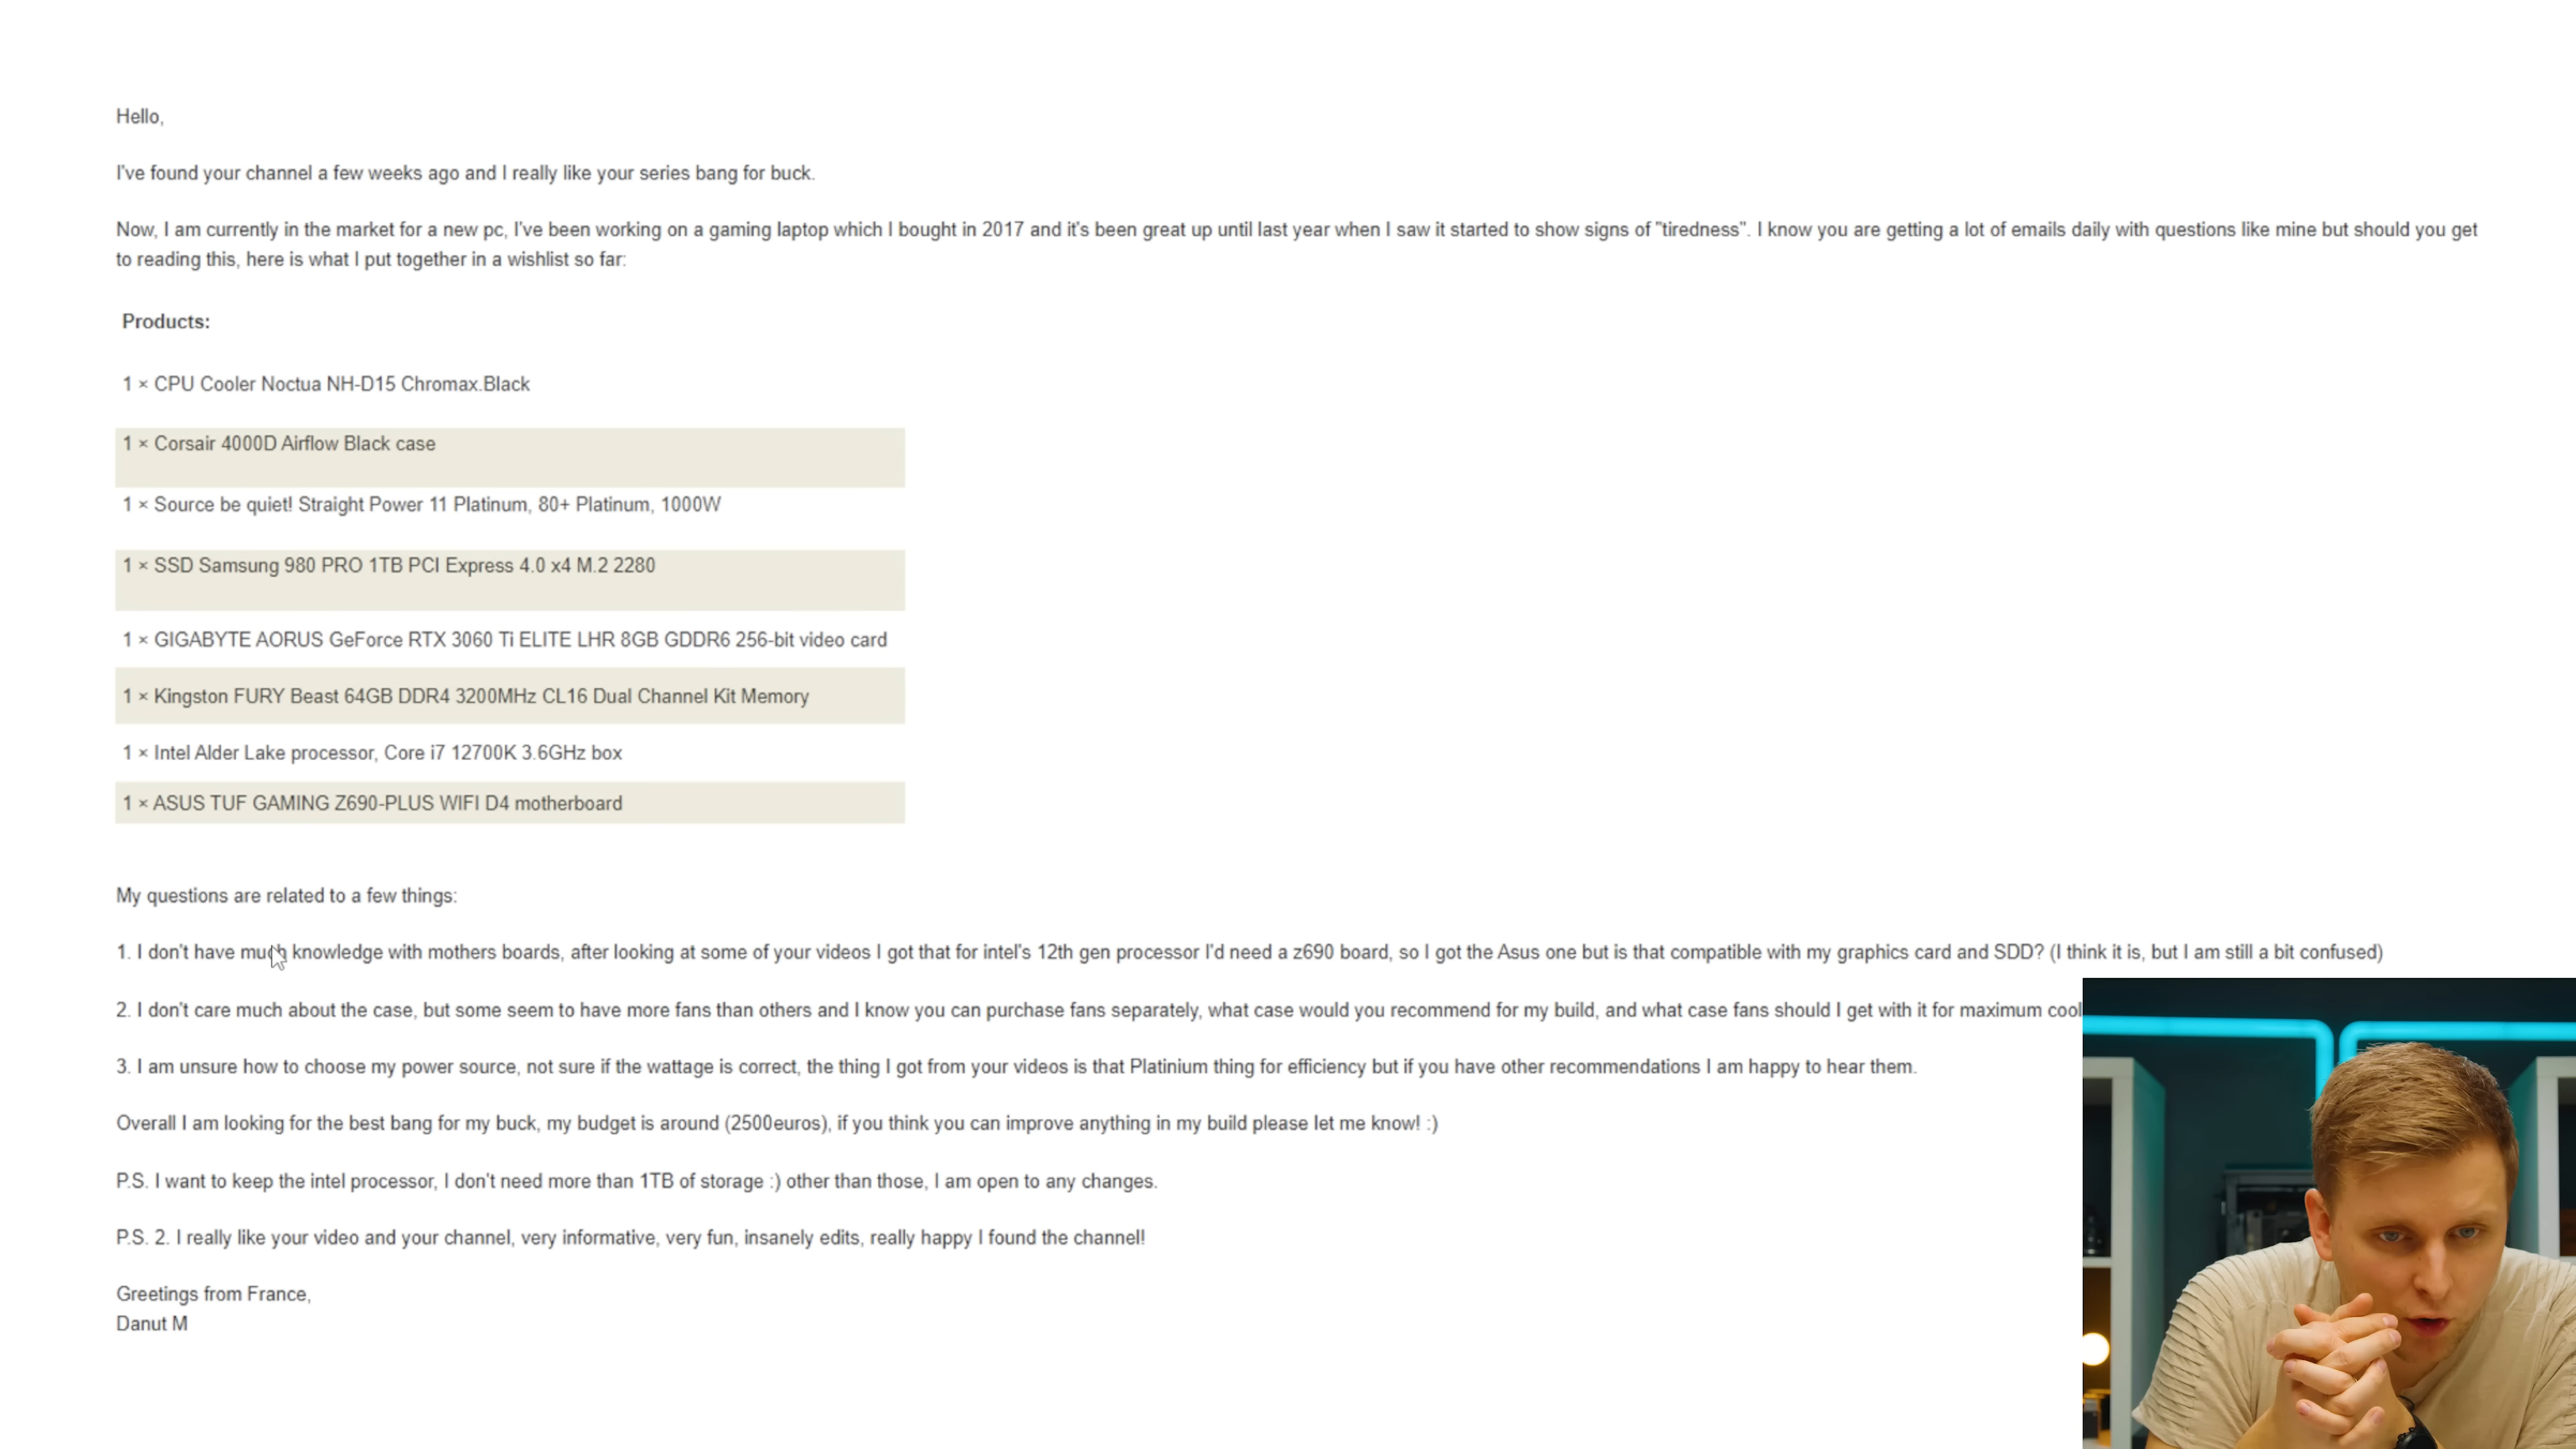 Hello,
I've found your channel a few weeks ago and I really like your series bang for buck.
Now, I am currently in the market for a new pc, I've been working on a gaming laptop which I bought in 2017 and it's been great up until last year when I saw it started to show signs of "tiredness". I know you are getting a lot of emails daily with questions like mine but should you get
to reading this, here is what I put together in a wishlist so far:
Products:
1 × CPU Cooler Noctua NH-D15 Chromax.Black
1 × Corsair 4000D Airflow Black case
1 × Source be quiet! Straight Power 11 Platinum, 80+ Platinum, 1000W
1 × SSD Samsung 980 PRO 1TB PCI Express 4.0 x4 M.2 2280
1 × GIGABYTE AORUS GeForce RTX 3060 Ti ELITE LHR 8GB GDDR6 256-bit video card
1 × Kingston FURY Beast 64GB DDR4 3200MHz CL16 Dual Channel Kit Memory
1 × Intel Alder Lake processor, Core i7 12700K 3.6GHz box
1 × ASUS TUF GAMING Z690-PLUS WIFI D4 motherboard
My questions are related to a few things:
1. I don't have much knowledge with mothers boards, after looking at some of your videos I got that for intel's 12th gen processor I'd need a z690 board, so I got the Asus one but is that compatible with my graphics card and SDD? (I think it is, but I am still a bit confused)
2. I don't care much about the case, but some seem to have more fans than others and I know you can purchase fans separately, what case would you recommend for my build, and what case fans should I get with it for maximum cool
3. I am unsure how to choose my power source, not sure if the wattage is correct, the thing I got from your videos is that Platinium thing for efficiency but if you have other recommendations I am happy to hear them.
Overall I am looking for the best bang for my buck, my budget is around (2500euros), if you think you can improve anything in my build please let me know! :)
P.S. I want to keep the intel processor, I don't need more than 1TB of storage :) other than those, I am open to any changes.
P.S. 2. I really like your video and your channel, very informative, very fun, insanely edits, really happy I found the channel!
Greetings from France,
Danut M